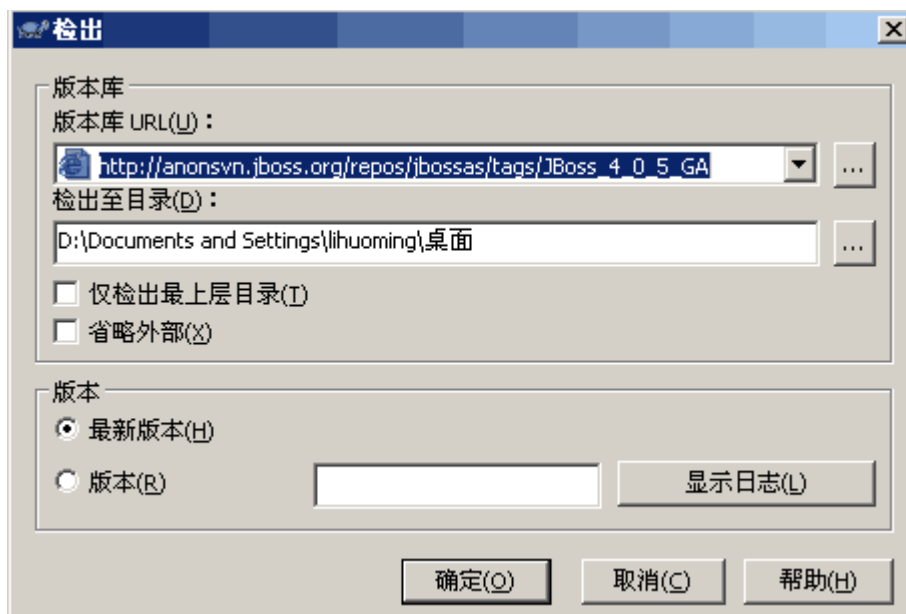 检出
版本库
版本库 URL(U)：
http://anonsvn.jboss.org/repos/jbossas/tags/JBoss_4_0_5_GA
...
检出至目录(D)：
D:\Documents and Settings\lihuoming\桌面
...
仅检出最上层目录(T)
省略外部(X)
版本
最新版本(H)
版本(R)
显示日志(L)
确定(O) 取消(C) 帮助(H)